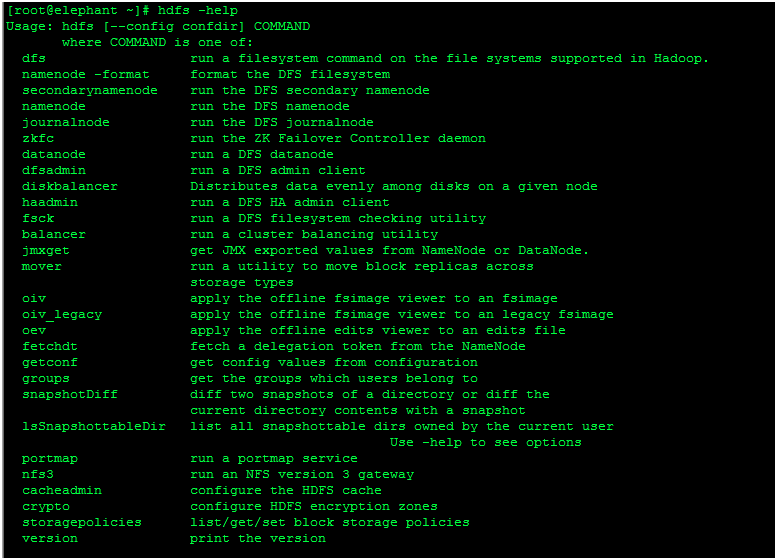 [root@elephant ~]# hdfs -help
Usage: hdfs [--config confdir] COMMAND
       where COMMAND is one of:
  dfs                  run a filesystem command on the file systems supported in Hadoop.
  namenode -format     format the DFS filesystem
  secondarynamenode    run the DFS secondary namenode
  namenode             run the DFS namenode
  journalnode          run the DFS journalnode
  zkfc                 run the ZK Failover Controller daemon
  datanode             run a DFS datanode
  dfsadmin             run a DFS admin client
  diskbalancer         Distributes data evenly among disks on a given node
  haadmin              run a DFS HA admin client
  fsck                 run a DFS filesystem checking utility
  balancer             run a cluster balancing utility
  jmxget               get JMX exported values from NameNode or DataNode.
  mover                run a utility to move block replicas across
                       storage types
  oiv                  apply the offline fsimage viewer to an fsimage
  oiv_legacy           apply the offline fsimage viewer to an legacy fsimage
  oev                  apply the offline edits viewer to an edits file
  fetchdt              fetch a delegation token from the NameNode
  getconf              get config values from configuration
  groups               get the groups which users belong to
  snapshotDiff         diff two snapshots of a directory or diff the
                       current directory contents with a snapshot
  lsSnapshottableDir   list all snapshottable dirs owned by the current user
                                                Use -help to see options
  portmap              run a portmap service
  nfs3                 run an NFS version 3 gateway
  cacheadmin           configure the HDFS cache
  crypto               configure HDFS encryption zones
  storagepolicies      list/get/set block storage policies
  version              print the version